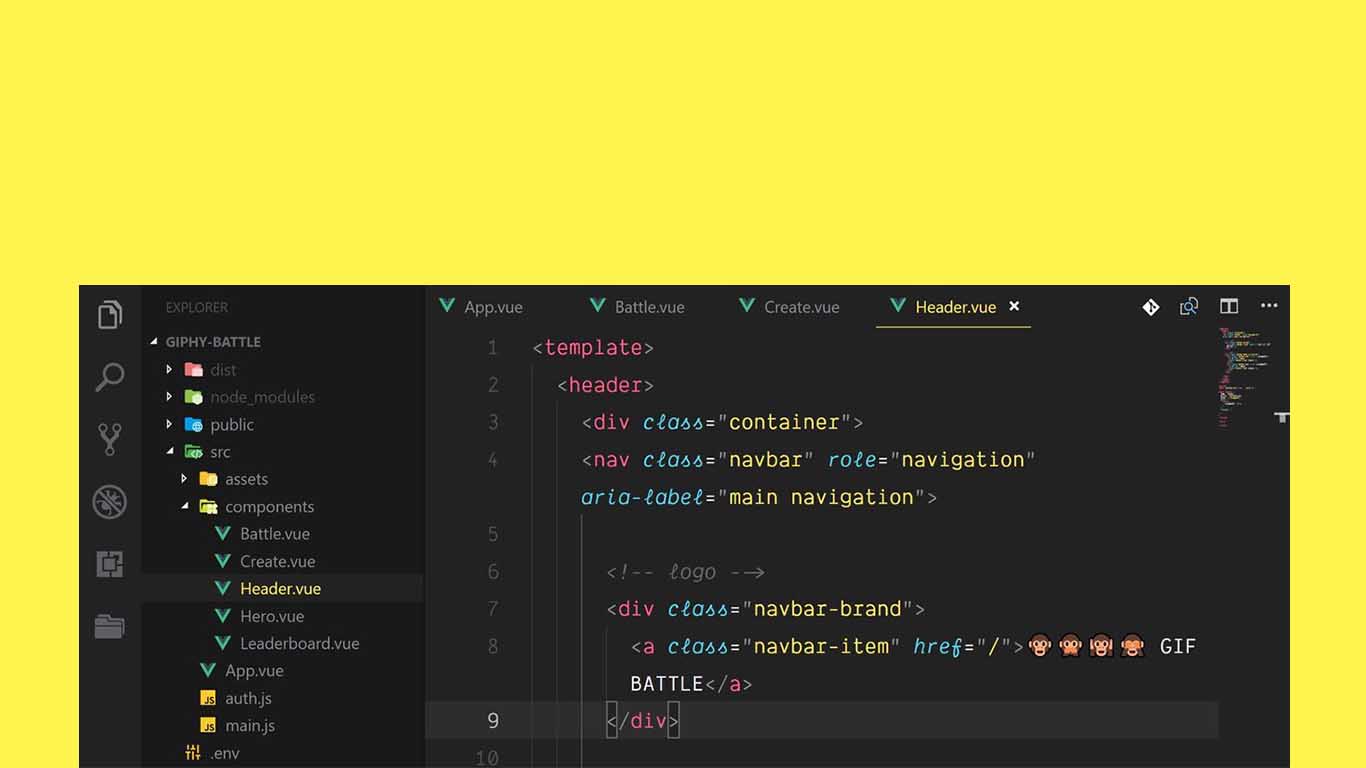 EXPLORER
GIPHY-BATTLE
dist
node_modules
public
src
assets
components
Battle.vue
Create.vue
Header.vue
Hero.vue
Leaderboard.vue
App.vue
auth.js
main.js
.env
App.vue Battle.vue Create.vue Header.vue ×
1 <template>
2 <header>
3 <div class="container">
4 <nav class="navbar" role="navigation"
aria-label="main navigation">
5
6 <!-- logo -->
7 <div class="navbar-brand">
8 <a class="navbar-item" href="/">🐵🙊🙉🙈 GIF
BATTLE</a>
9 </div>
10